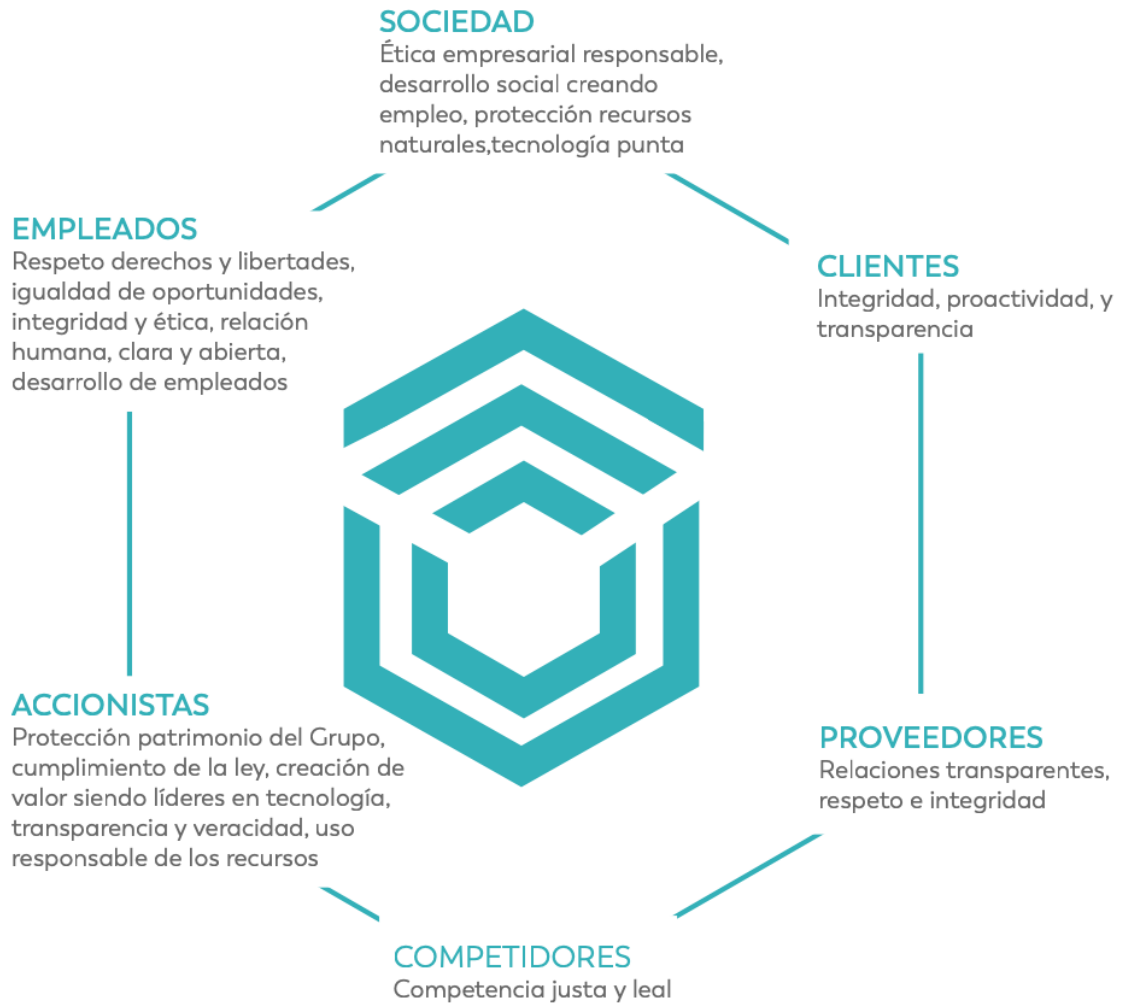 SOCIEDAD
Ética empresarial responsable,
desarrollo social creando
empleo, protección recursos
naturales,tecnología punta
EMPLEADOS
Respeto derechos y libertades,
igualdad de oportunidades,
integridad y ética, relación
humana, clara y abierta,
desarrollo de empleados
CLIENTES
Integridad, proactividad, y
transparencia
ACCIONISTAS
Protección patrimonio del Grupo,
cumplimiento de la ley, creación de
valor siendo líderes en tecnología,
transparencia y veracidad, uso
responsable de los recursos
PROVEEDORES
Relaciones transparentes,
respeto e integridad
COMPETIDORES
Competencia justa y leal